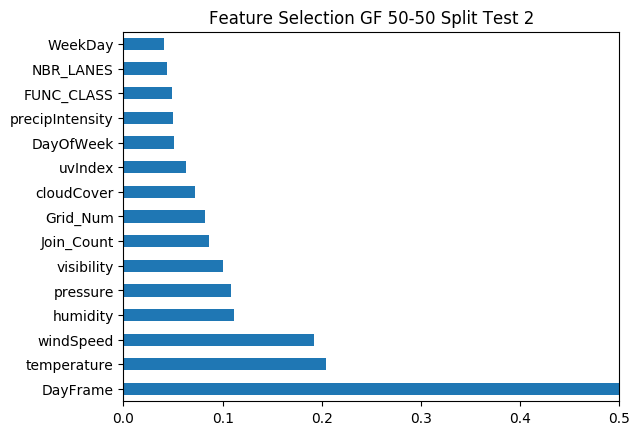 Feature Selection GF 50-50 Split Test 2
WeekDay
NBR_LANES
FUNC_CLASS
precipIntensity
DayOfWeek
uvIndex
cloudCover
Grid_Num
Join_Count
visibility
pressure
humidity
windSpeed
temperature
DayFrame
0.0 0.1 0.2 0.3 0.4 0.5